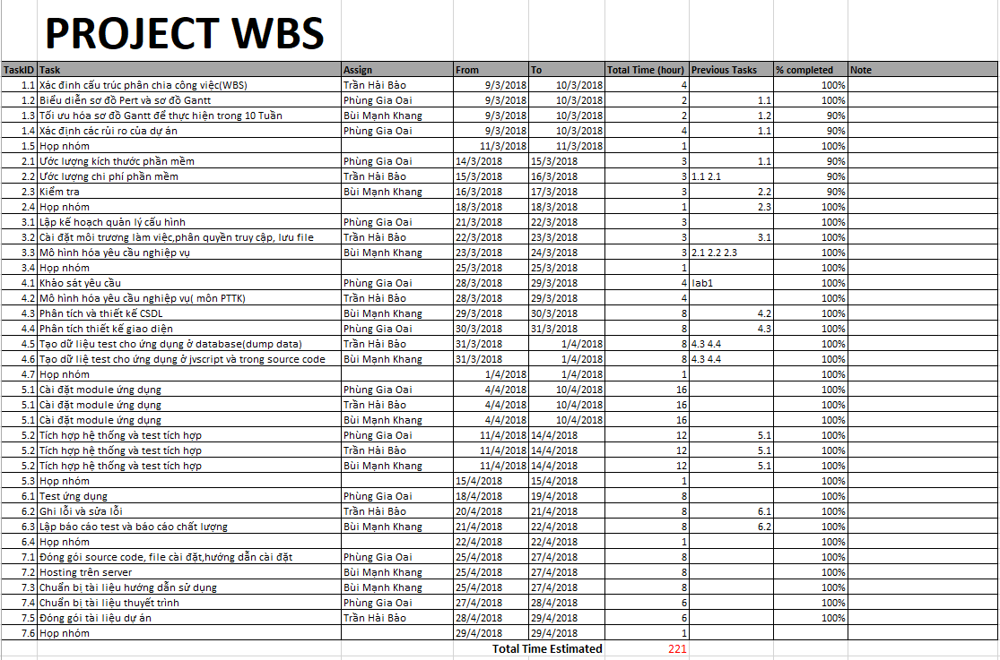 PROJECT WBS
TaskID Task Assign From To Total Time (hour) Previous Tasks % completed Note
1.1 Xác đinh cấu trúc phân chia công việc(WBS) Trần Hải Bảo 9/3/2018 10/3/2018 4 100%
1.2 Biểu diễn sơ đồ Pert và sơ đồ Gantt Phùng Gia Oai 9/3/2018 10/3/2018 2 1.1 100%
1.3 Tối ưu hóa sơ đồ Gantt để thực hiện trong 10 Tuần Bùi Mạnh Khang 9/3/2018 10/3/2018 2 1.2 90%
1.4 Xác định các rủi ro của dự án Phùng Gia Oai 9/3/2018 10/3/2018 4 1.1 90%
1.5 Họp nhóm 11/3/2018 11/3/2018 1 100%
2.1 Ước lượng kích thước phần mềm Phùng Gia Oai 14/3/2018 15/3/2018 3 1.1 90%
2.2 Ước lượng chi phí phần mềm Trần Hải Bảo 15/3/2018 16/3/2018 3 1.1 2.1 90%
2.3 Kiểm tra Bùi Mạnh Khang 16/3/2018 17/3/2018 3 2.2 90%
2.4 Họp nhóm 18/3/2018 18/3/2018 1 2.3 100%
3.1 Lập kế hoạch quản lý cấu hình Phùng Gia Oai 21/3/2018 22/3/2018 3 100%
3.2 Cài đặt môi trương làm việc,phân quyền truy cập, lưu file Trần Hải Bảo 22/3/2018 23/3/2018 3 3.1 100%
3.3 Mô hình hóa yêu cầu nghiệp vụ Bùi Mạnh Khang 23/3/2018 24/3/2018 3 2.1 2.2 2.3 100%
3.4 Họp nhóm 25/3/2018 25/3/2018 1 100%
4.1 Khảo sát yêu cầu Phùng Gia Oai 28/3/2018 29/3/2018 4 lab1 100%
4.2 Mô hình hóa yêu cầu nghiệp vụ( môn PTTK) Trần Hải Bảo 28/3/2018 29/3/2018 4 100%
4.3 Phân tích và thiết kế CSDL Bùi Mạnh Khang 29/3/2018 30/3/2018 8 4.2 100%
4.4 Phân tích thiết kế giao diện Phùng Gia Oai 30/3/2018 31/3/2018 8 4.3 100%
4.5 Tạo dữ liệu test cho ứng dụng ở database(dump data) Trần Hải Bảo 31/3/2018 1/4/2018 8 4.3 4.4 100%
4.6 Tạo dữ liệ test cho ứng dụng ở jvscript và trong source code Bùi Mạnh Khang 31/3/2018 1/4/2018 8 4.3 4.4 100%
4.7 Họp nhóm 1/4/2018 1/4/2018 1 100%
5.1 Cài đặt module ứng dụng Phùng Gia Oai 4/4/2018 10/4/2018 16 100%
5.1 Cài đặt module ứng dụng Trần Hải Bảo 4/4/2018 10/4/2018 16 100%
5.1 Cài đặt module ứng dụng Bùi Mạnh Khang 4/4/2018 10/4/2018 16 100%
5.2 Tích hợp hệ thống và test tích hợp Phùng Gia Oai 11/4/2018 14/4/2018 12 5.1 100%
5.2 Tích hợp hệ thống và test tích hợp Trần Hải Bảo 11/4/2018 14/4/2018 12 5.1 100%
5.2 Tích hợp hệ thống và test tích hợp Bùi Mạnh Khang 11/4/2018 14/4/2018 12 5.1 100%
5.3 Họp nhóm 15/4/2018 15/4/2018 1 100%
6.1 Test ứng dụng Phùng Gia Oai 18/4/2018 19/4/2018 8 100%
6.2 Ghi lỗi và sửa lỗi Trần Hải Bảo 20/4/2018 21/4/2018 8 6.1 100%
6.3 Lập báo cáo test và báo cáo chất lượng Bùi Mạnh Khang 21/4/2018 22/4/2018 8 6.2 100%
6.4 Họp nhóm 22/4/2018 22/4/2018 1 100%
7.1 Đóng gói source code, file cài đặt,hướng dẫn cài đặt Phùng Gia Oai 25/4/2018 27/4/2018 8 100%
7.2 Hosting trên server Bùi Mạnh Khang 25/4/2018 27/4/2018 8 100%
7.3 Chuẩn bị tài liệu hướng dẫn sử dụng Bùi Mạnh Khang 25/4/2018 27/4/2018 8 100%
7.4 Chuẩn bị tài liệu thuyết trình Phùng Gia Oai 27/4/2018 28/4/2018 6 100%
7.5 Đóng gói tài liệu dự án Trần Hải Bảo 28/4/2018 29/4/2018 6 100%
7.6 Họp nhóm 29/4/2018 29/4/2018 1
Total Time Estimated 221